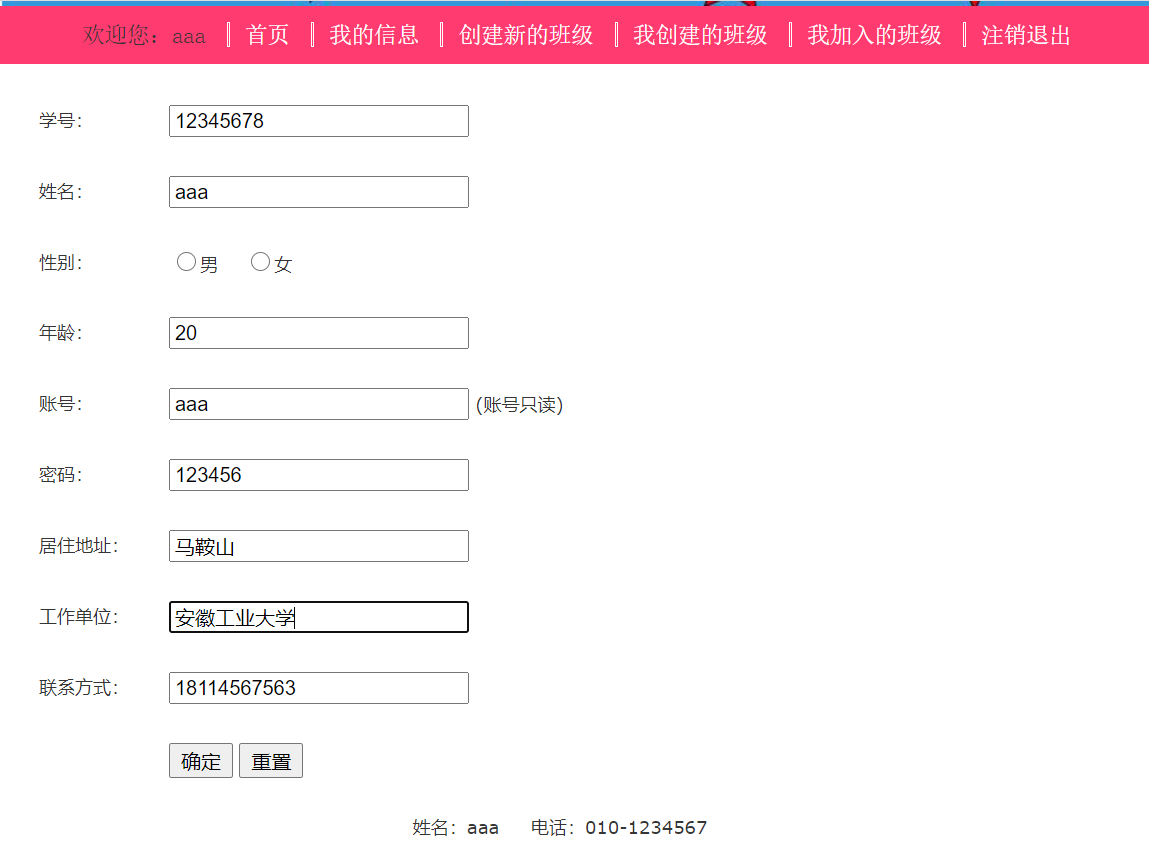 欢迎您：aaa 首页 我的信息 创建新的班级 我创建的班级 我加入的班级 注销退出
学号： 12345678
姓名： aaa
性别： 男 女
年龄： 20
账号： aaa (账号只读)
密码： 123456
居住地址： 马鞍山
工作单位： 安徽工业大学
联系方式： 18114567563
确定 重置
姓名：aaa 电话：010-1234567